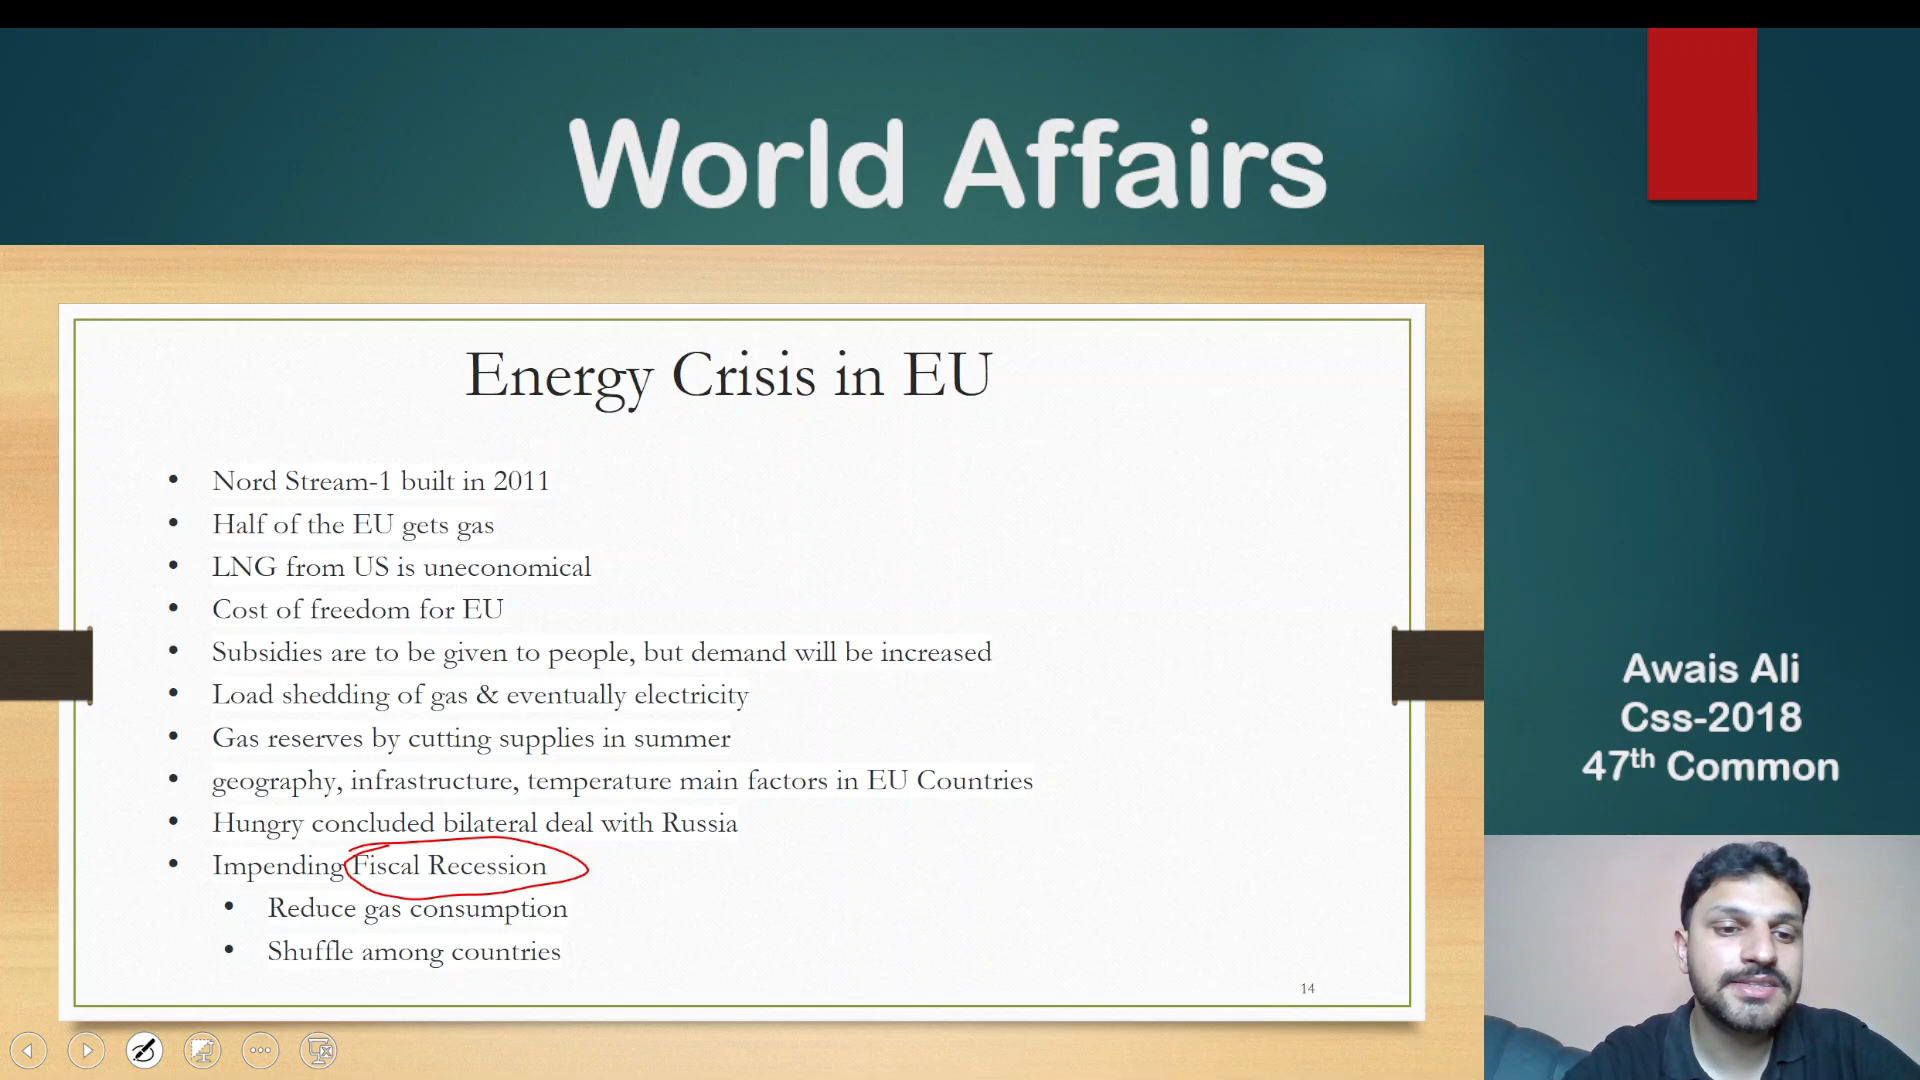 World Affairs
Energy Crisis in EU
• Nord Stream-1 built in 2011
• Half of the EU gets gas
• LNG from US is uneconomical
• Cost of freedom for EU
• Subsidies are to be given to people, but demand will be increased
• Load shedding of gas & eventually electricity
• Gas reserves by cutting supplies in summer
• geography, infrastructure, temperature main factors in EU Countries
• Hungry concluded bilateral deal with Russia
• Impending Fiscal Recession
• Reduce gas consumption
• Shuffle among countries
14
Awais Ali
Css-2018
47th Common